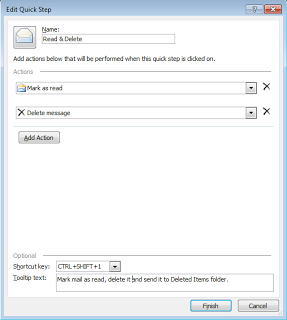 Edit Quick Step
Name:
Read & Delete
Add actions below that will be performed when this quick step is clicked on.
Actions
Mark as read
Delete message
Add Action
Optional
Shortcut key: CTRL+SHIFT+1
Tooltip text: Mark mail as read, delete it and send it to Deleted Items folder.
Finish Cancel